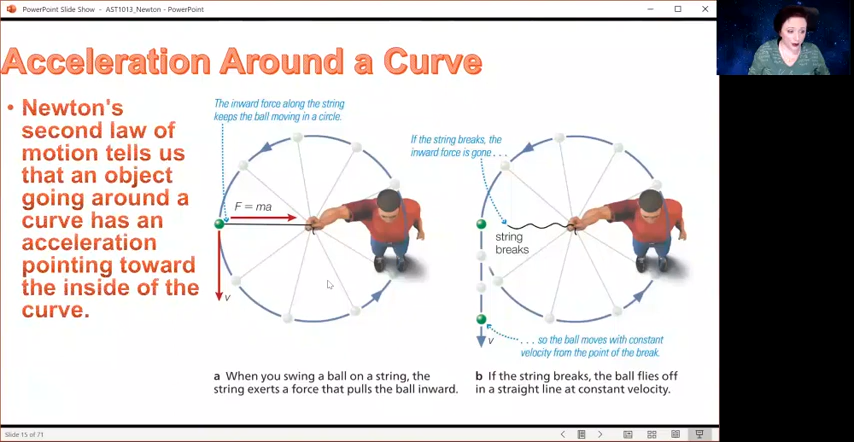 PowerPoint Slide Show - AST1013_Newton - PowerPoint
Acceleration Around a Curve
• Newton's
second law of
motion tells us
that an object
going around a
curve has an
acceleration
pointing toward
the inside of the
curve.
The inward force along the string
keeps the ball moving in a circle.
F = ma
v
a When you swing a ball on a string, the
string exerts a force that pulls the ball inward.
If the string breaks, the
inward force is gone . . .
string
breaks
v
. . . so the ball moves with constant
velocity from the point of the break.
b If the string breaks, the ball flies off
in a straight line at constant velocity.
Slide 15 of 71